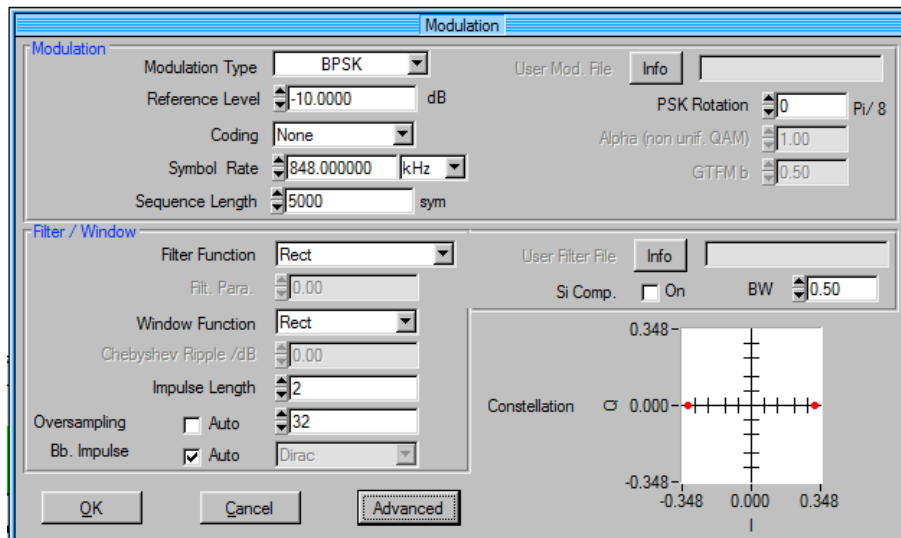 Modulation
Modulation
Modulation Type BPSK User Mod. File Info
Reference Level -10.0000 dB PSK Rotation 0 Pi/ 8
Coding None Alpha (non unif. QAM) 1.00
Symbol Rate 848.000000 kHz GTFM b 0.50
Sequence Length 5000 sym
Filter / Window
Filter Function Rect User Filter File Info
Filt. Para. 0.00 Si Comp. On BW 0.50
Window Function Rect
Chebyshev Ripple /dB 0.00
Impulse Length 2
Oversampling Auto 32
Bb. Impulse Auto Dirac
0.348
Constellation Q 0.000
-0.348
-0.348 0.000 0.348
I
OK Cancel Advanced